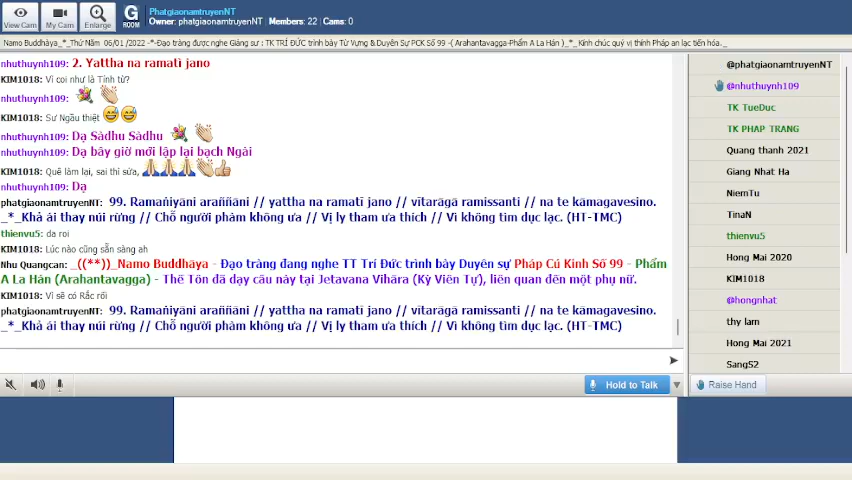 PhatgiaonamtruyenNT
Owner: phatgiaonamtruyenNT   Members: 22   Cams: 0
View Cam
My Cam
Enlarge
G
ROOM
Namo Buddhàya_*_Thứ Năm  06/01 /2022 -*-Đạo tràng được nghe Giảng sư : TK TRÍ ĐỨC trình bày Từ Vựng & Duyên Sự PCK Số 99 -( Arahantavagga-Phẩm A La Hán )_*_ Kính chúc quý vị thính Pháp an lạc tiến hóa._
nhuthuynh109: 2. Yattha na ramatì jano
KIM1018: Vì coi như là Tính từ?
nhuthuynh109:
KIM1018: Sư Ngầu thiệt
nhuthuynh109: Dạ Sàdhu Sàdhu
nhuthuynh109: Dạ bây giờ mới lặp lại bạch Ngài
KIM1018: Quẽ làm lại, sai thì sửa,
nhuthuynh109: Dạ
phatgiaonamtruyenNT: 99. Ramaṇīyāni araññāni // yattha na ramatī jano // vītarāgā ramissanti // na te kāmagavesino.
_*_Khả ái thay núi rừng // Chỗ người phàm không ưa // Vị ly tham ưa thích // Vì không tìm dục lạc. (HT-TMC)
thienvu5: da roi
KIM1018: Lúc nào cũng sẵn sàng ah
Nhu Quangcan: _((**))_Namo Buddhāya - Đạo tràng đang nghe TT Trí Đức trình bày Duyên sự Pháp Cú Kinh Số 99 - Phẩm
A La Hán (Arahantavagga) - Thế Tôn đã dạy câu này tại Jetavana Vihāra (Kỳ Viên Tự), liên quan đến một phụ nữ.
KIM1018: Vì sẽ có Rắc rối
phatgiaonamtruyenNT: 99. Ramaṇīyāni araññāni // yattha na ramatī jano // vītarāgā ramissanti // na te kāmagavesino.
_*_Khả ái thay núi rừng // Chỗ người phàm không ưa // Vị ly tham ưa thích // Vì không tìm dục lạc. (HT-TMC)
@phatgiaonamtruyenNT
@nhuthuynh109
TK TueDuc
TK PHAP TRANG
Quang thanh 2021
Giang Nhat Ha
NiemTu
TinaN
thienvu5
Hong Mai 2020
KIM1018
@hongnhat
thy lam
Hong Mai 2021
SangS2
Hold to Talk
Raise Hand